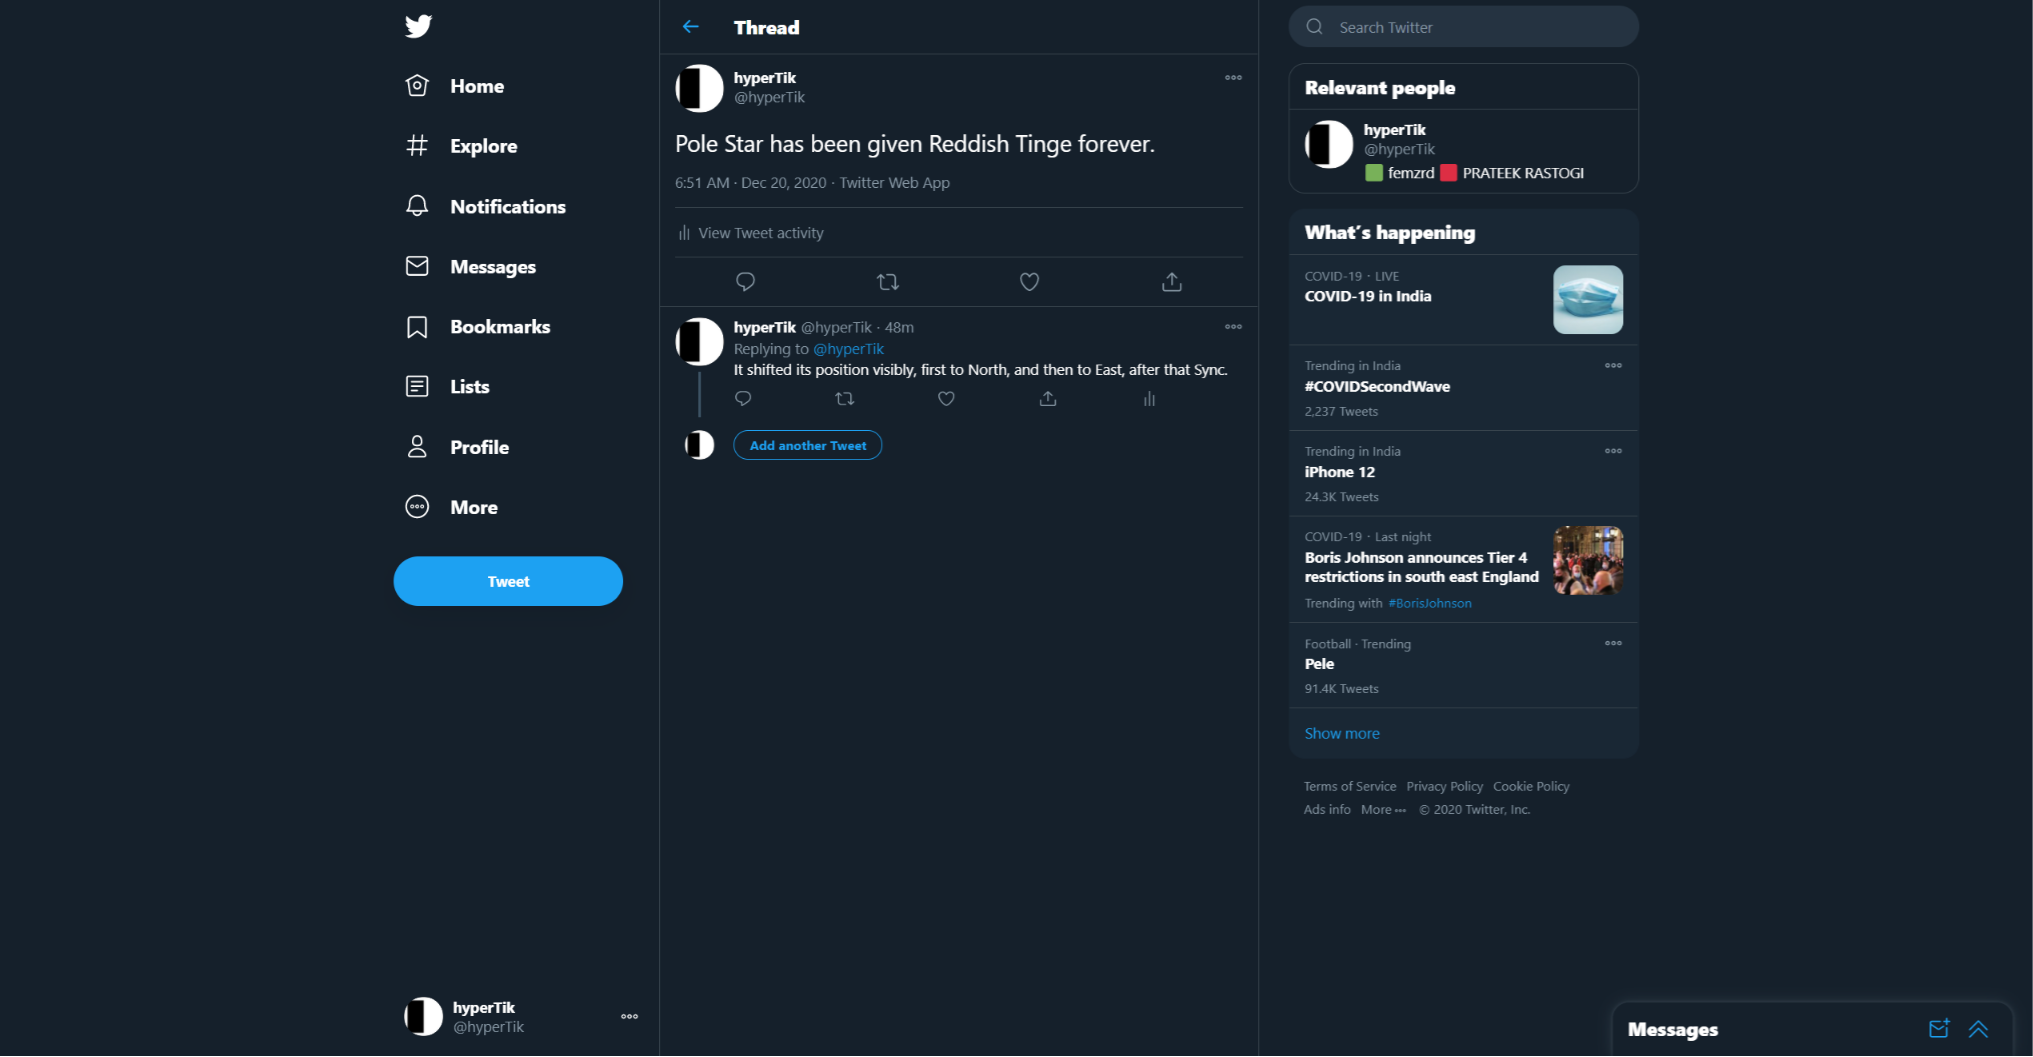 Home
Explore
Notifications
Messages
Bookmarks
Lists
Profile
More
Tweet
hyperTik
@hyperTik
Thread
hyperTik
@hyperTik
Pole Star has been given Reddish Tinge forever.
6:51 AM · Dec 20, 2020 · Twitter Web App
View Tweet activity
hyperTik @hyperTik · 48m
Replying to @hyperTik
It shifted its position visibly, first to North, and then to East, after that Sync.
Add another Tweet
Search Twitter
Relevant people
hyperTik
@hyperTik
femzrd PRATEEK RASTOGI
What's happening
COVID-19 · LIVE
COVID-19 in India
Trending in India
#COVIDSecondWave
2,237 Tweets
Trending in India
iPhone 12
24.3K Tweets
COVID-19 · Last night
Boris Johnson announces Tier 4
restrictions in south east England
Trending with #BorisJohnson
Football · Trending
Pele
91.4K Tweets
Show more
Terms of Service Privacy Policy Cookie Policy
Ads info More ··· © 2020 Twitter, Inc.
Messages